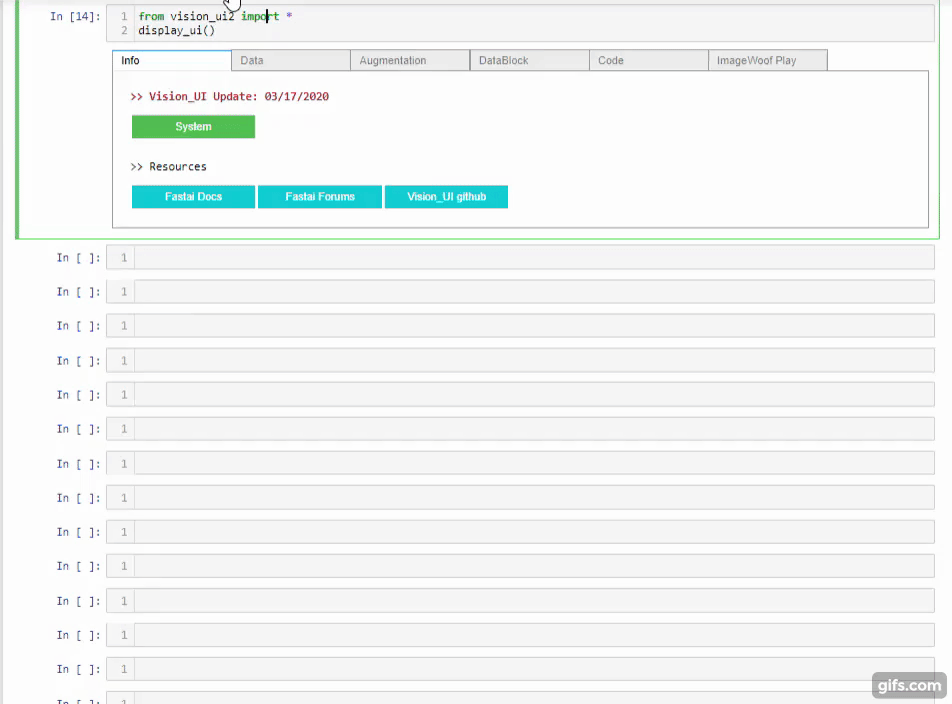 In [14]: 1 from vision_ui2 import *
2 display_ui()
Info Data Augmentation DataBlock Code ImageWoof Play
>> Vision_UI Update: 03/17/2020
System
>> Resources
Fastai Docs Fastai Forums Vision_UI github
In [ ]: 1
In [ ]: 1
In [ ]: 1
In [ ]: 1
In [ ]: 1
In [ ]: 1
In [ ]: 1
In [ ]: 1
In [ ]: 1
In [ ]: 1
In [ ]: 1
In [ ]: 1
In [ ]: 1
In [ ]: 1
gifs.com